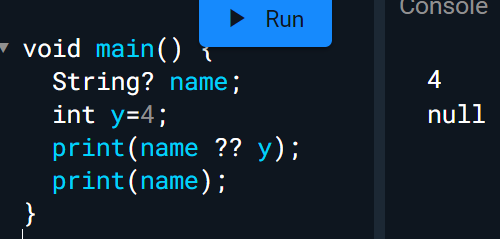 Run
Console
void main() {
String? name;
int y=4;
print(name ?? y);
print(name);
}
4
null